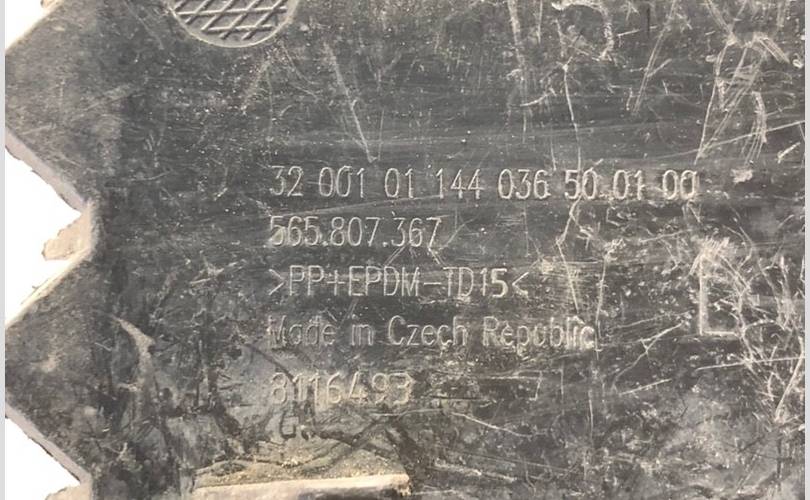 32 001 01 144 036 50 01 00
565.807.367
>PP+EPDM-TD15<
L
Made in Czech Republic
8116493